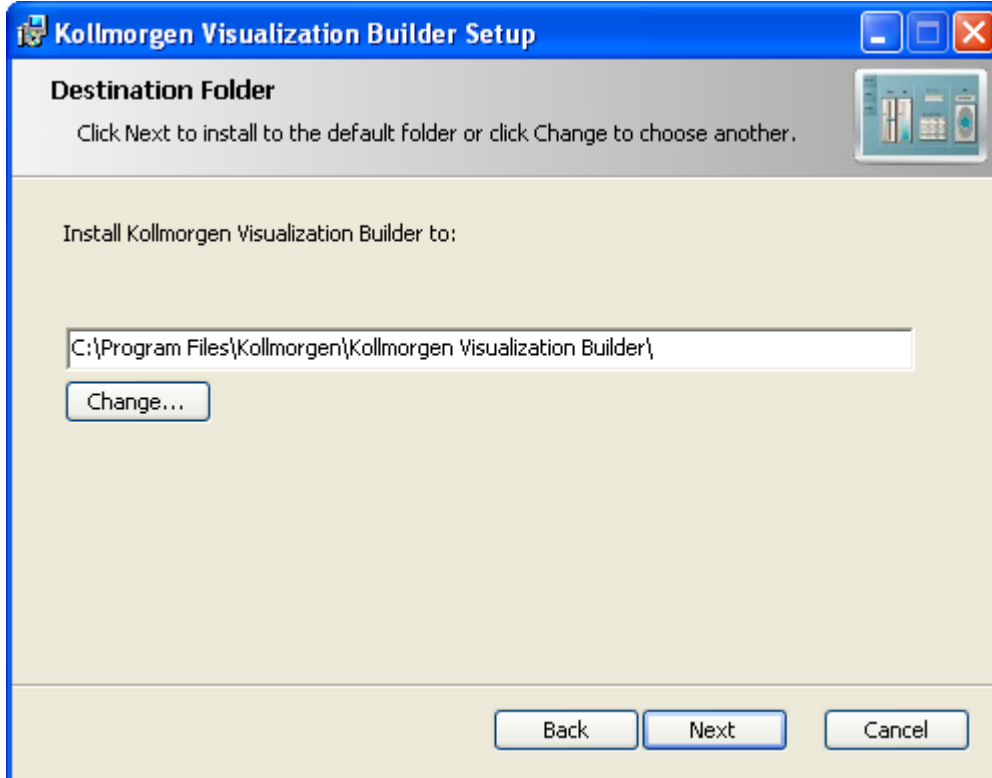 Kollmorgen Visualization Builder Setup
Destination Folder
Click Next to install to the default folder or click Change to choose another.
Install Kollmorgen Visualization Builder to:
C:\Program Files\Kollmorgen\Kollmorgen Visualization Builder\
Change...
Back Next Cancel